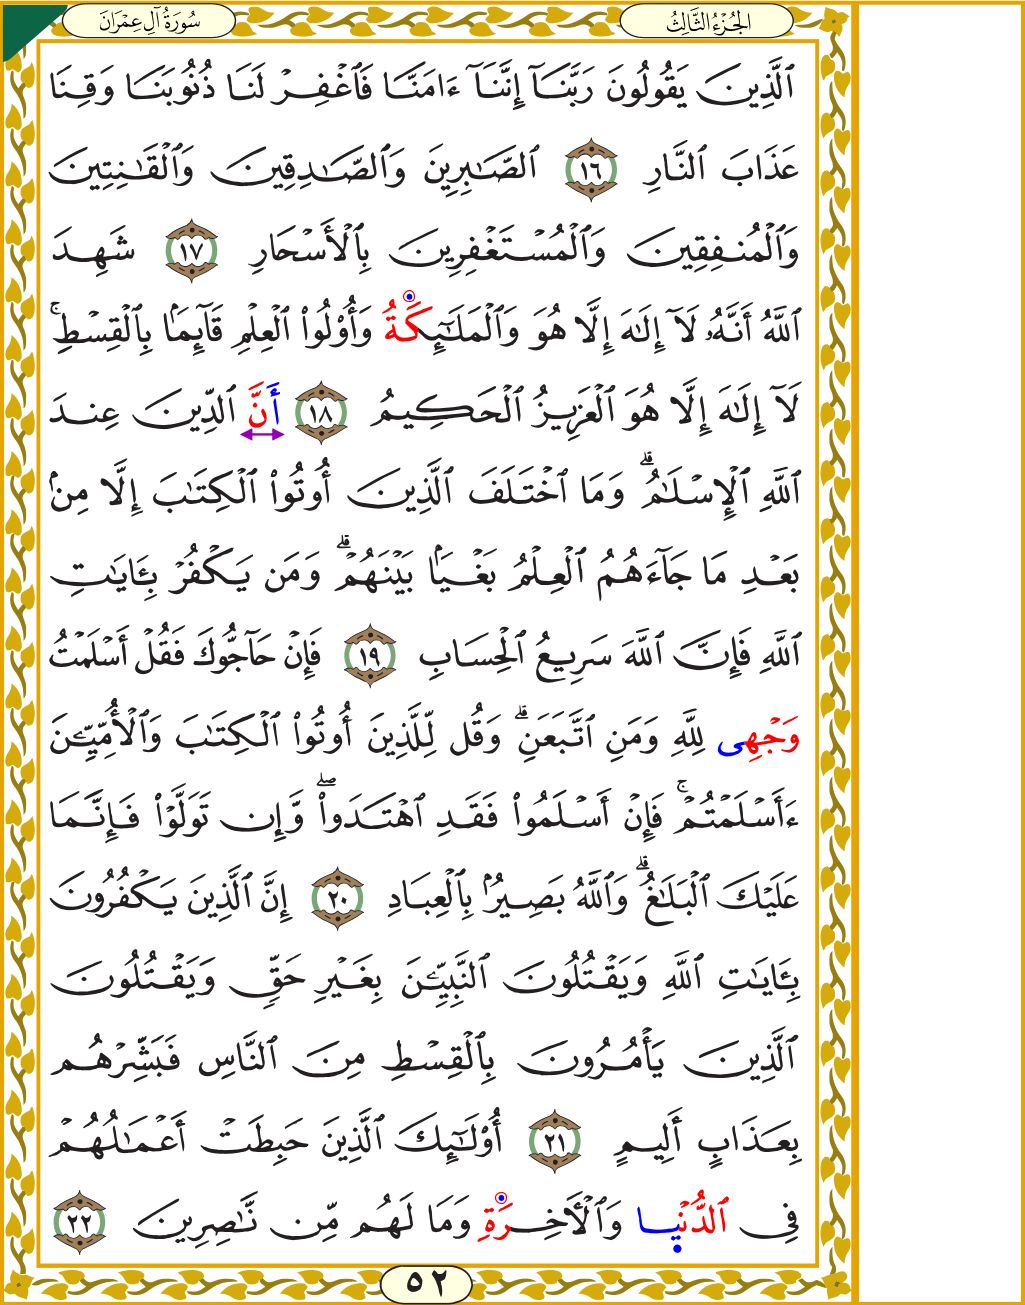 سُورَةُ آلِ عِمْرَان
الجُزْءُ الثَّالِثُ
ٱلَّذِينَ يَقُولُونَ رَبَّنَآ إِنَّنَآ ءَامَنَّا فَٱغْفِرْ لَنَا ذُنُوبَنَا وَقِنَا
عَذَابَ ٱلنَّارِ ١٦ ٱلصَّٰبِرِينَ وَٱلصَّٰدِقِينَ وَٱلْقَٰنِتِينَ
وَٱلْمُنفِقِينَ وَٱلْمُسْتَغْفِرِينَ بِٱلْأَسْحَارِ ١٧ شَهِدَ
ٱللَّهُ أَنَّهُۥ لَآ إِلَٰهَ إِلَّا هُوَ وَٱلْمَلَٰٓئِكَةُ وَأُو۟لُوا۟ ٱلْعِلْمِ قَآئِمَۢا بِٱلْقِسْطِ ۚ
لَآ إِلَٰهَ إِلَّا هُوَ ٱلْعَزِيزُ ٱلْحَكِيمُ ١٨ أَنَّ ٱلدِّينَ عِندَ
ٱللَّهِ ٱلْإِسْلَٰمُ ۗ وَمَا ٱخْتَلَفَ ٱلَّذِينَ أُوتُوا۟ ٱلْكِتَٰبَ إِلَّا مِنۢ
بَعْدِ مَا جَآءَهُمُ ٱلْعِلْمُ بَغْيَۢا بَيْنَهُمْ ۗ وَمَن يَكْفُرْ بِـَٔايَٰتِ
ٱللَّهِ فَإِنَّ ٱللَّهَ سَرِيعُ ٱلْحِسَابِ ١٩ فَإِنْ حَآجُّوكَ فَقُلْ أَسْلَمْتُ
وَجْهِى لِلَّهِ وَمَنِ ٱتَّبَعَنِ ۗ وَقُل لِّلَّذِينَ أُوتُوا۟ ٱلْكِتَٰبَ وَٱلْأُمِّيِّـۧنَ
ءَأَسْلَمْتُمْ ۚ فَإِنْ أَسْلَمُوا۟ فَقَدِ ٱهْتَدَوا۟ ۖ وَّإِن تَوَلَّوْا۟ فَإِنَّمَا
عَلَيْكَ ٱلْبَلَٰغُ ۗ وَٱللَّهُ بَصِيرٌۢ بِٱلْعِبَادِ ٢٠ إِنَّ ٱلَّذِينَ يَكْفُرُونَ
بِـَٔايَٰتِ ٱللَّهِ وَيَقْتُلُونَ ٱلنَّبِيِّـۧنَ بِغَيْرِ حَقٍّ وَيَقْتُلُونَ
ٱلَّذِينَ يَأْمُرُونَ بِٱلْقِسْطِ مِنَ ٱلنَّاسِ فَبَشِّرْهُم
بِعَذَابٍ أَلِيمٍ ٢١ أُو۟لَٰٓئِكَ ٱلَّذِينَ حَبِطَتْ أَعْمَٰلُهُمْ
فِى ٱلدُّنْيَا وَٱلْأَخِرَةِ وَمَا لَهُم مِّن نَّٰصِرِينَ ٢٢
٥٢